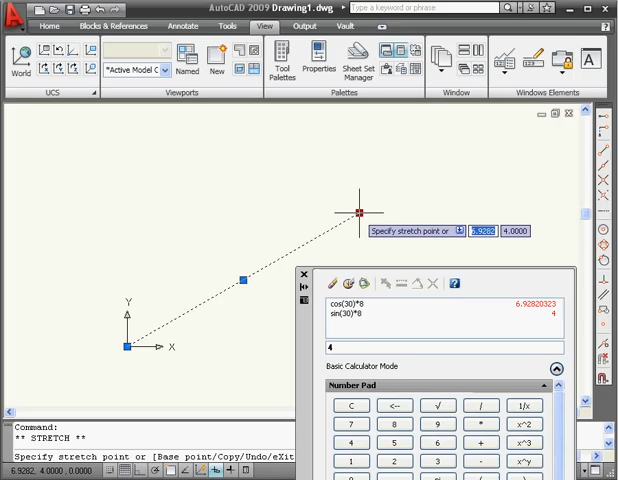 AutoCAD 2009 Drawing1.dwg
Type a keyword or phrase
Home
Blocks & References
Annotate
Tools
View
Output
Vault
World
*Active Model C
Named
New
Tool
Palettes
Properties
Sheet Set
Manager
A
UCS
Viewports
Palettes
Window
Windows Elements
Specify stretch point or
6.9282
4.0000
Y
X
cos(30)*8
6.92820323
sin(30)*8
4
4
Basic Calculator Mode
Number Pad
C
<--
√
/
1/x
7
8
9
*
x^2
4
5
6
+
x^3
1
2
3
-
x^y
Command:
** STRETCH **
Specify stretch point or [Base point/Copy/Undo/eXit
6.9282, 4.0000 , 0.0000